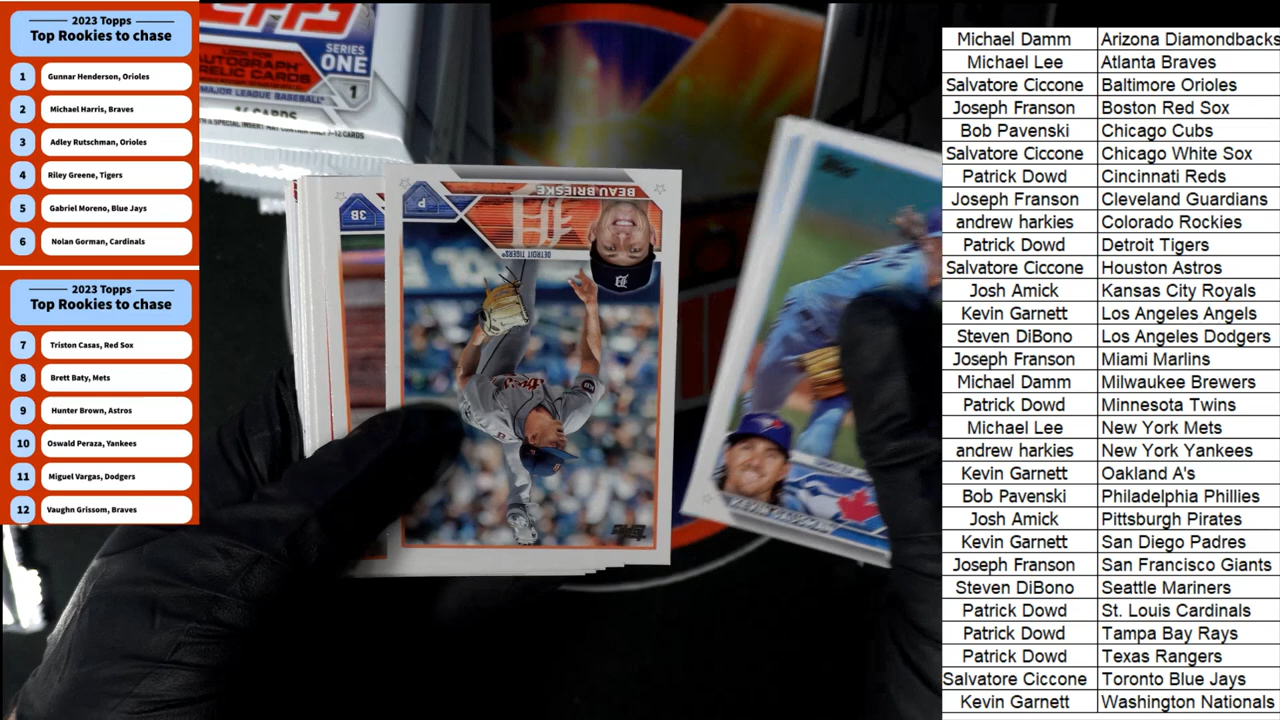 2023 Topps
Top Rookies to chase
1 Gunnar Henderson, Orioles
2 Michael Harris, Braves
3 Adley Rutschman, Orioles
4 Riley Greene, Tigers
5 Gabriel Moreno, Blue Jays
6 Nolan Gorman, Cardinals
2023 Topps
Top Rookies to chase
7 Triston Casas, Red Sox
8 Brett Baty, Mets
9 Hunter Brown, Astros
10 Oswald Peraza, Yankees
11 Miguel Vargas, Dodgers
12 Vaughn Grissom, Braves
SERIES
ONE
1
LOOK FOR
AUTOGRAPH
RELIC CARDS
MAJOR LEAGUE BASEBALL
3B
P
BEAU BRIESKE
DETROIT TIGERS
Michael Damm Arizona Diamondbacks
Michael Lee Atlanta Braves
Salvatore Ciccone Baltimore Orioles
Joseph Franson Boston Red Sox
Bob Pavenski Chicago Cubs
Salvatore Ciccone Chicago White Sox
Patrick Dowd Cincinnati Reds
Joseph Franson Cleveland Guardians
andrew harkies Colorado Rockies
Patrick Dowd Detroit Tigers
Salvatore Ciccone Houston Astros
Josh Amick Kansas City Royals
Kevin Garnett Los Angeles Angels
Steven DiBono Los Angeles Dodgers
Joseph Franson Miami Marlins
Michael Damm Milwaukee Brewers
Patrick Dowd Minnesota Twins
Michael Lee New York Mets
andrew harkies New York Yankees
Kevin Garnett Oakland A's
Bob Pavenski Philadelphia Phillies
Josh Amick Pittsburgh Pirates
Kevin Garnett San Diego Padres
Joseph Franson San Francisco Giants
Steven DiBono Seattle Mariners
Patrick Dowd St. Louis Cardinals
Patrick Dowd Tampa Bay Rays
Patrick Dowd Texas Rangers
Salvatore Ciccone Toronto Blue Jays
Kevin Garnett Washington Nationals